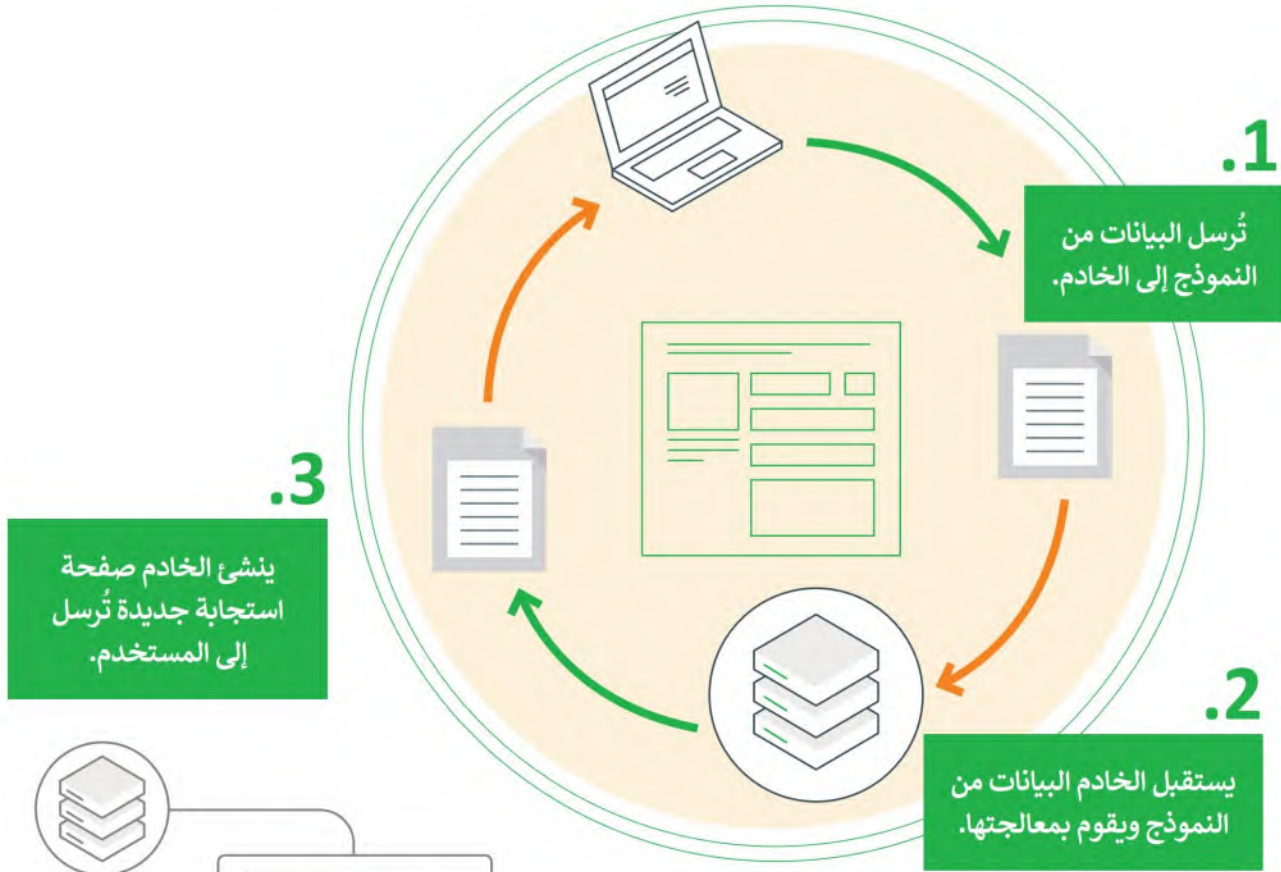 .1
تُرسل البيانات من
النموذج إلى الخادم.
.2
يستقبل الخادم البيانات من
النموذج ويقوم بمعالجتها.
.3
ينشئ الخادم صفحة
استجابة جديدة تُرسل
إلى المستخدم.